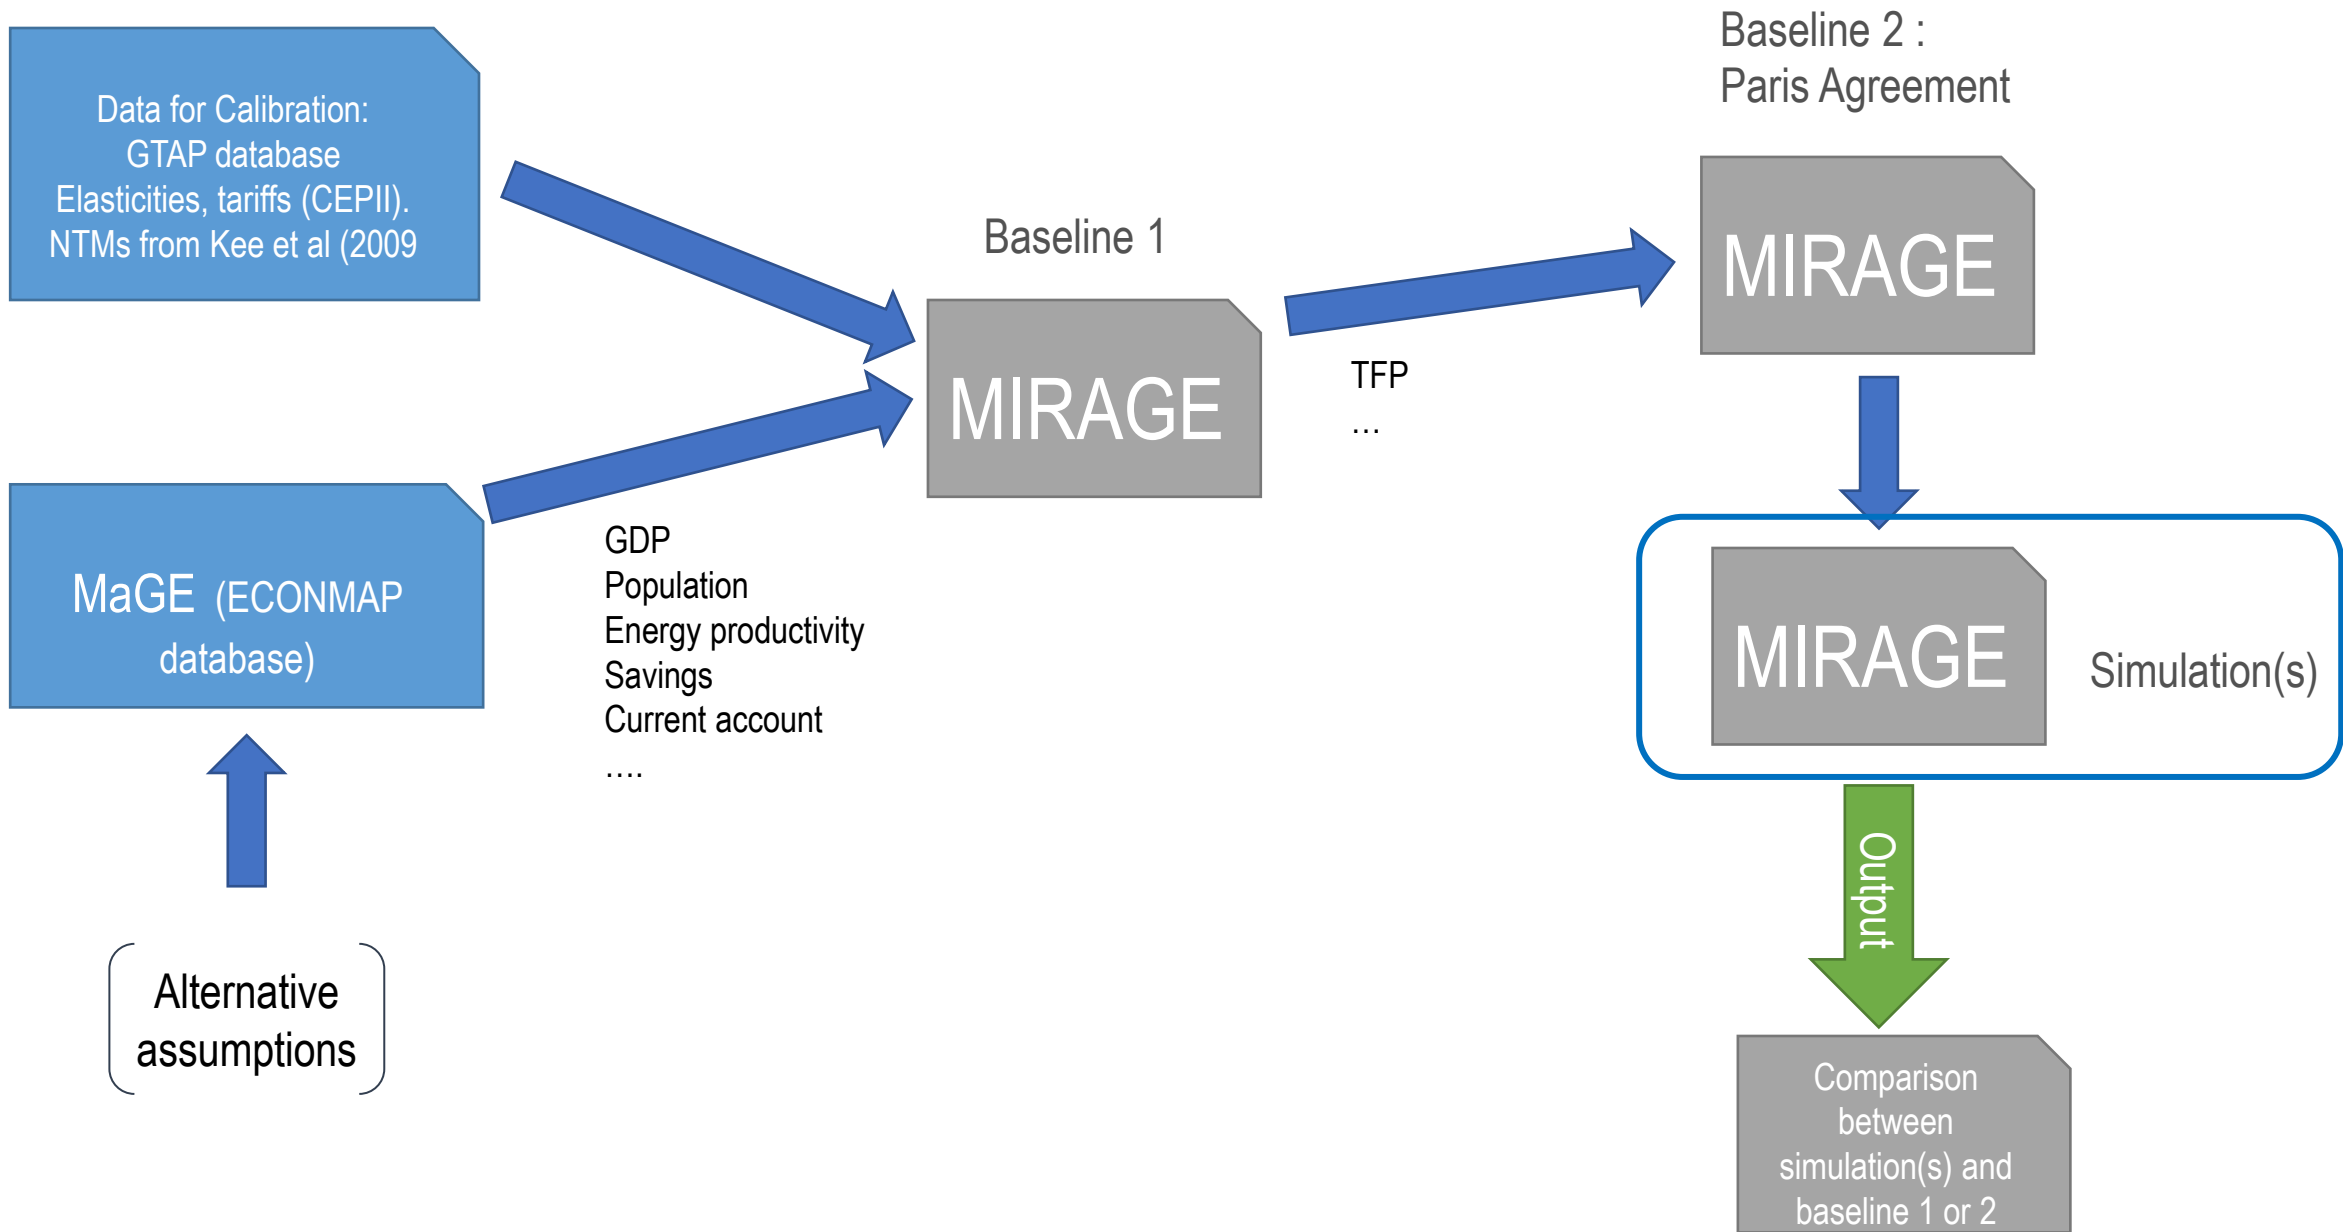 Data for Calibration:
GTAP database
Elasticities, tariffs (CEPII).
NTMs from Kee et al (2009
MaGE (ECONMAP
database)
Alternative
assumptions
GDP
Population
Energy productivity
Savings
Current account
....
Baseline 1
MIRAGE
TFP
...
Baseline 2 :
Paris Agreement
MIRAGE
MIRAGE
Simulation(s)
Output
Comparison
between
simulation(s) and
baseline 1 or 2